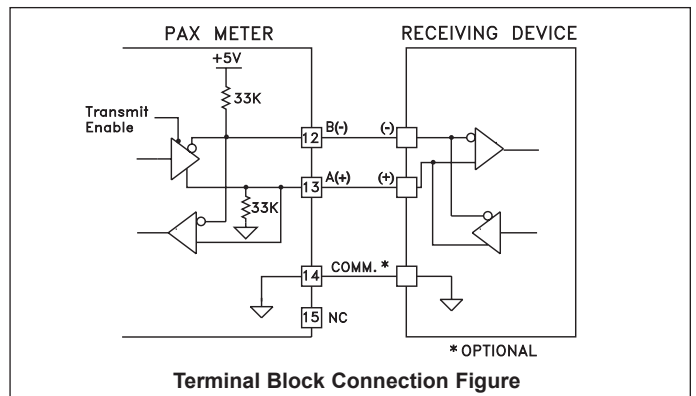 PAX METER
RECEIVING DEVICE
+5V
33K
Transmit
Enable
12 B(-) (-)
13 A(+) (+)
33K
14 COMM.*
15 NC
* OPTIONAL
Terminal Block Connection Figure